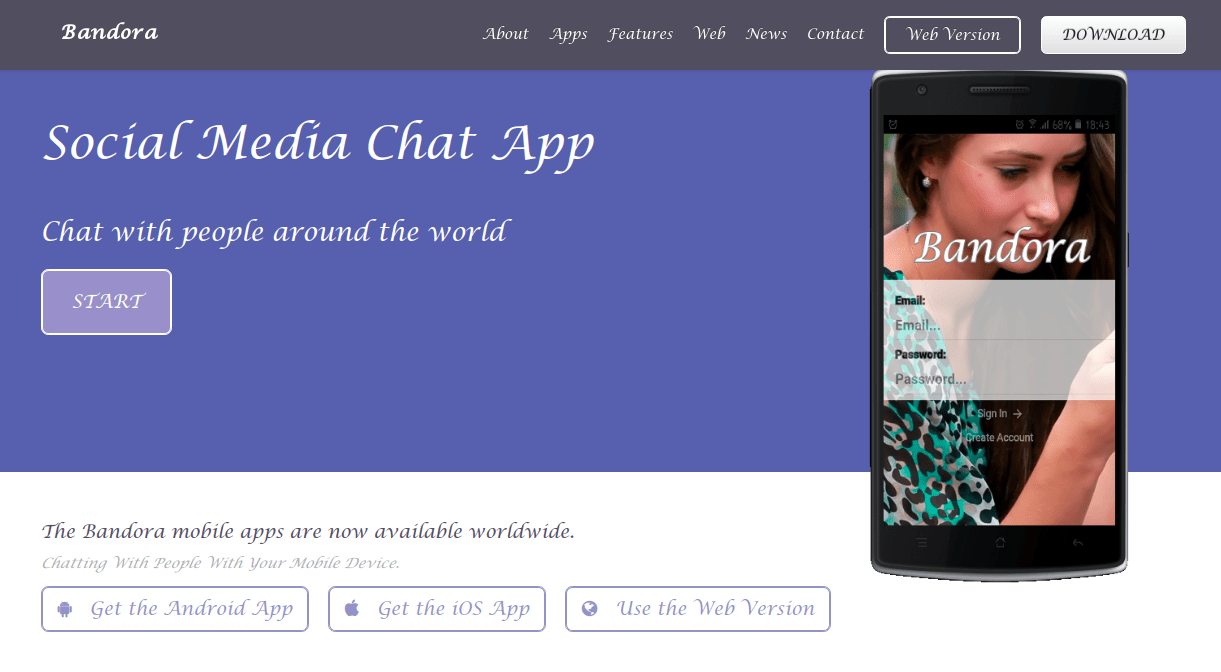 Bandora
About Apps Features Web News Contact Web Version DOWNLOAD
Social Media Chat App
Chat with people around the world
START
68% 18:43
Bandora
Email:
Email...
Password:
Password...
Sign In →
Create Account
The Bandora mobile apps are now available worldwide.
Chatting With People With Your Mobile Device.
Get the Android App Get the iOS App Use the Web Version